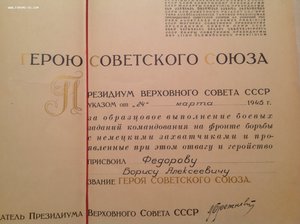 ГЕРОЮ СОВЕТСКОГО СОЮЗА
ПРЕЗИДИУМ ВЕРХОВНОГО СОВЕТА СССР
УКАЗОМ от „24“ марта 1945 г.
за образцовое выполнение боевых
заданий командования на фронте борьбы
с немецкими захватчиками и про-
явленные при этом отвагу и геройство
ПРИСВОИЛ Федорову
Борису Алексеевичу
ЗВАНИЕ ГЕРОЯ СОВЕТСКОГО СОЮЗА.
АТЕЛЬ ПРЕЗИДИУМА ВЕРХОВНОГО СОВЕТА СССР